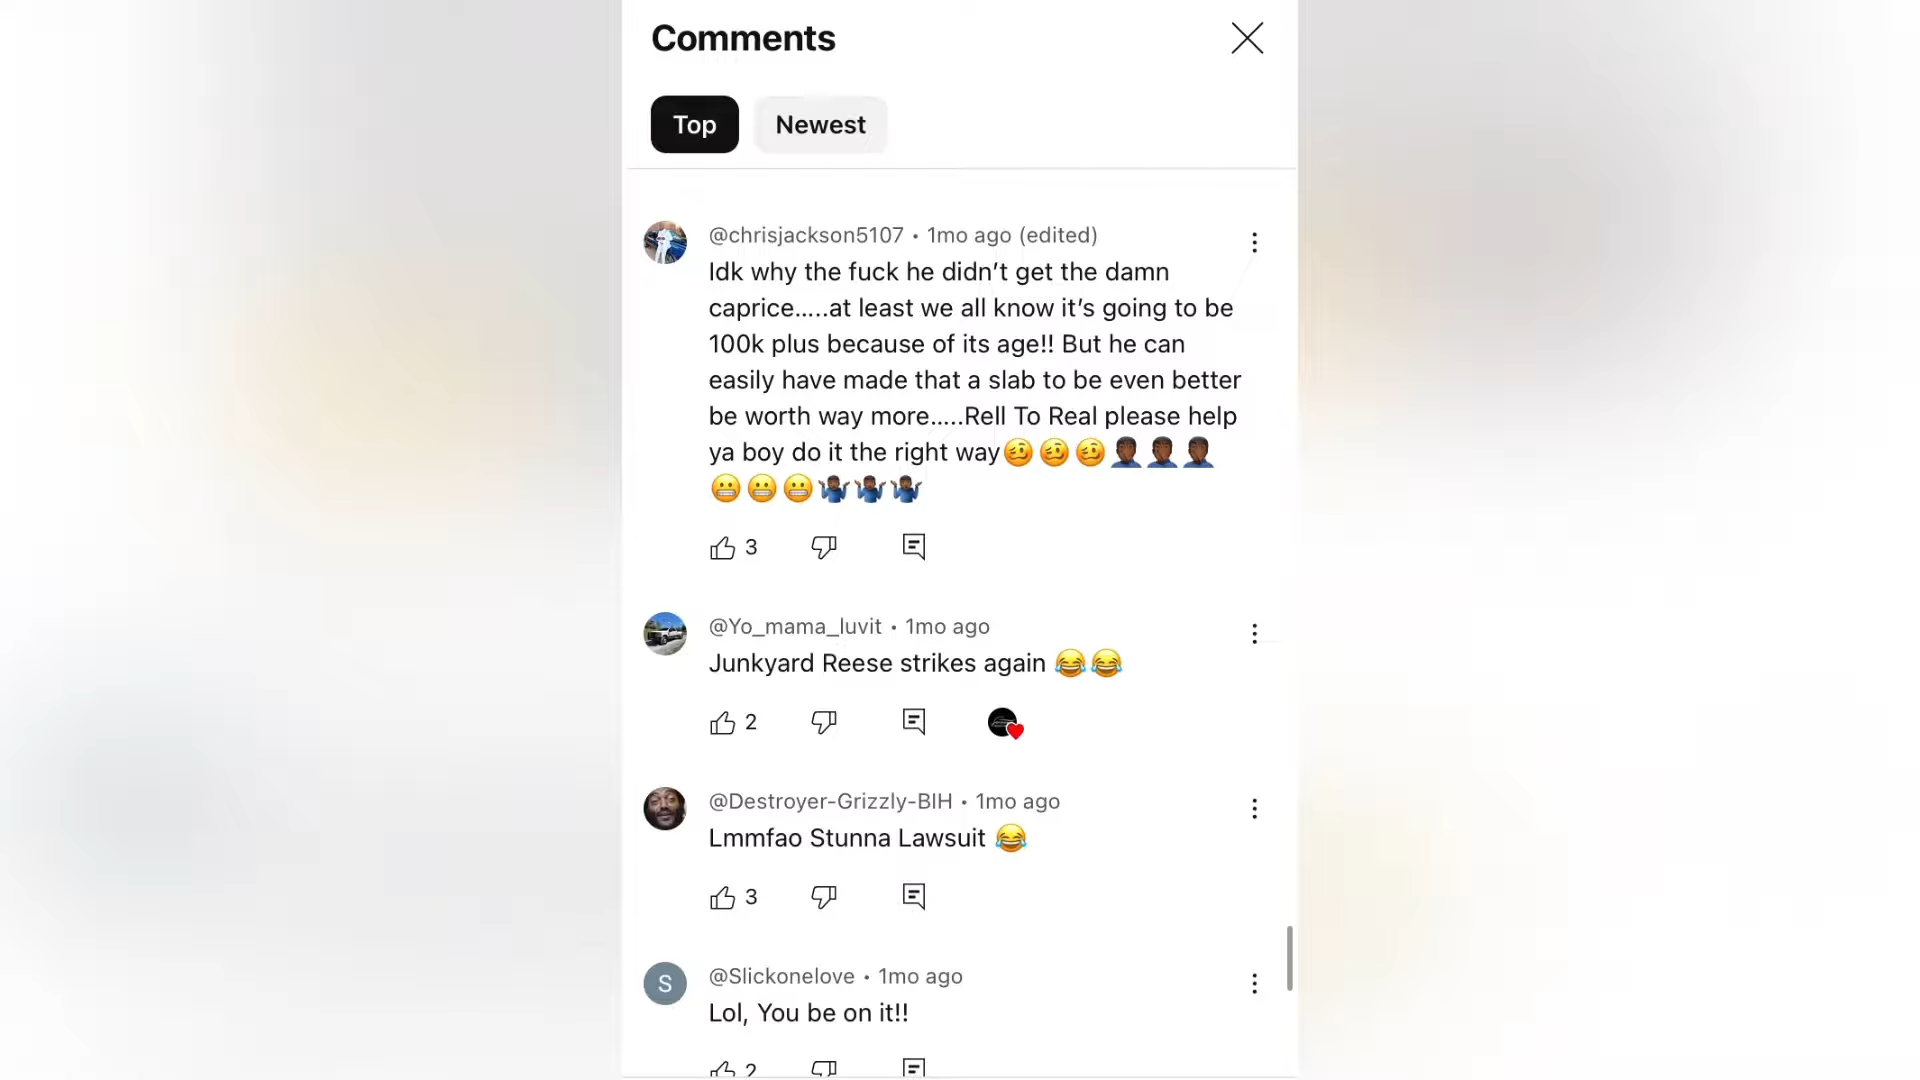 Comments
Top Newest
@chrisjackson5107 • 1mo ago (edited)
Idk why the fuck he didn’t get the damn
caprice.....at least we all know it’s going to be
100k plus because of its age!! But he can
easily have made that a slab to be even better
be worth way more.....Rell To Real please help
ya boy do it the right way🥴🥴🥴🤦🏾‍♂️🤦🏾‍♂️🤦🏾‍♂️
😬😬😬🤷🏾‍♂️🤷🏾‍♂️🤷🏾‍♂️
3
@Yo_mama_luvit • 1mo ago
Junkyard Reese strikes again 😂😂
2
@Destroyer-Grizzly-BIH • 1mo ago
Lmmfao Stunna Lawsuit 😂
3
S
@Slickonelove • 1mo ago
Lol, You be on it!!
2